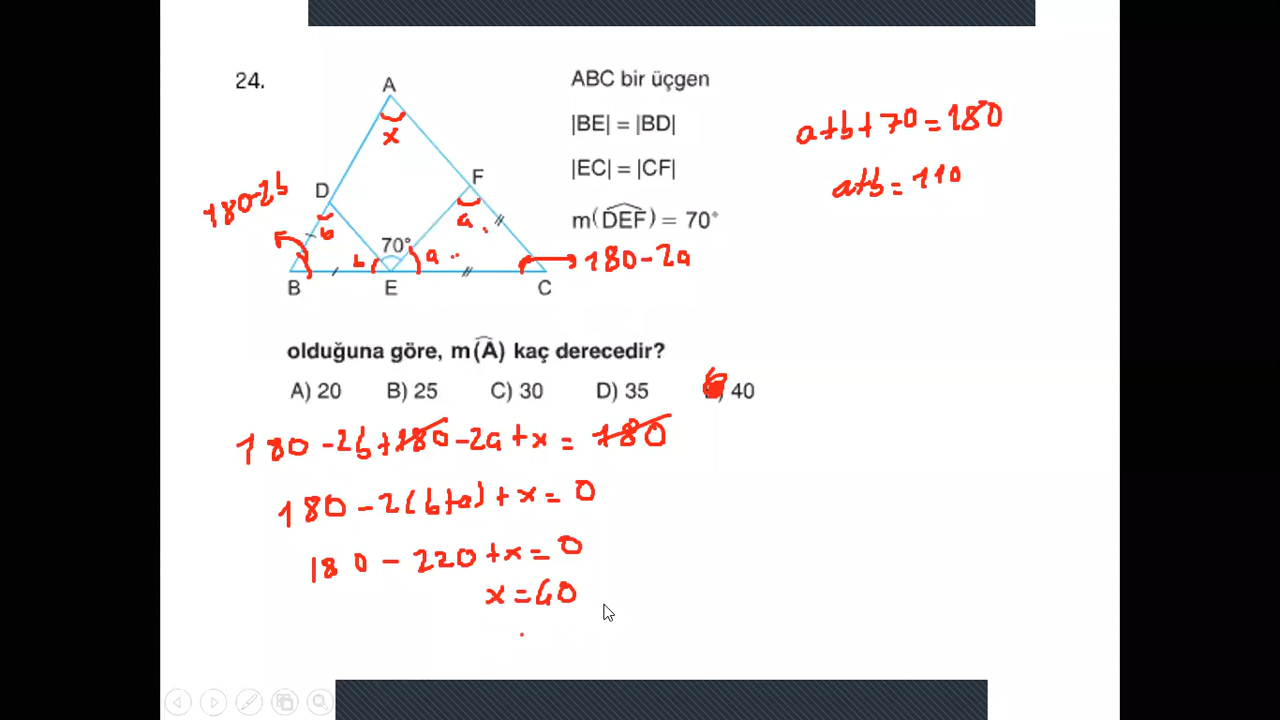 24.
A
x
D
F
180-2b
b
a
70°
b
a
180-2a
B
E
C
ABC bir üçgen
|BE| = |BD|
|EC| = |CF|
m(DEF) = 70°
a+b+70=180
a+b=110
olduğuna göre, m(A) kaç derecedir?
A) 20 B) 25 C) 30 D) 35 40
180-2b+180-2a+x=180
180-2(b+a)+x=0
180-220+x=0
x=40